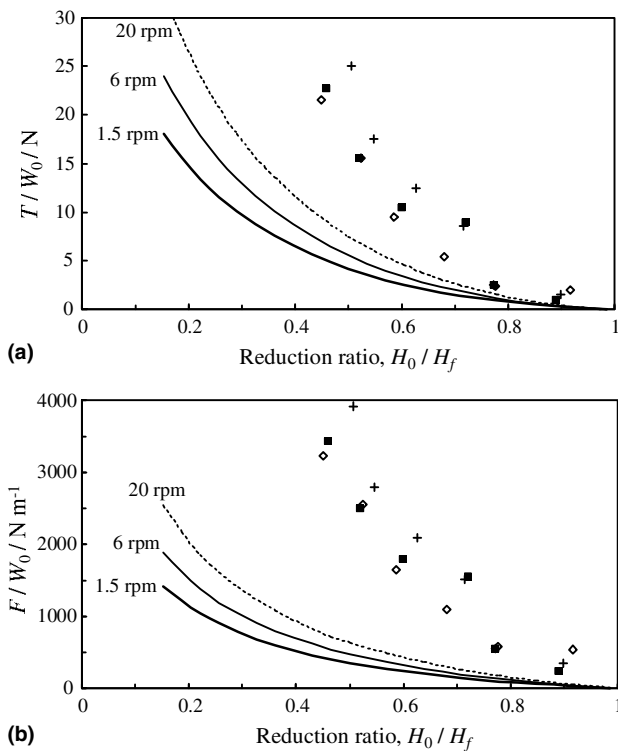 30
25
20
15
10
5
0
T / W₀ / N
20 rpm
6 rpm
1.5 rpm
0 0.2 0.4 0.6 0.8 1
(a)
Reduction ratio, H₀ / H_f
4000
3000
2000
1000
0
F / W₀ / N m⁻¹
20 rpm
6 rpm
1.5 rpm
0 0.2 0.4 0.6 0.8 1
(b)
Reduction ratio, H₀ / H_f